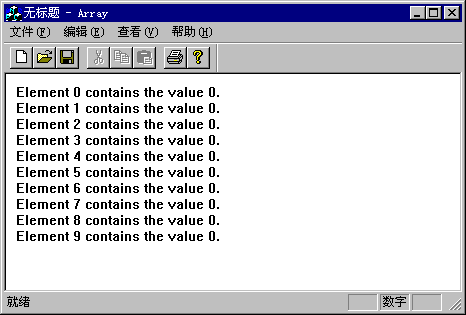 无标题 - Array
文件(F) 编辑(E) 查看(V) 帮助(H)
Element 0 contains the value 0.
Element 1 contains the value 0.
Element 2 contains the value 0.
Element 3 contains the value 0.
Element 4 contains the value 0.
Element 5 contains the value 0.
Element 6 contains the value 0.
Element 7 contains the value 0.
Element 8 contains the value 0.
Element 9 contains the value 0.
就绪 数字